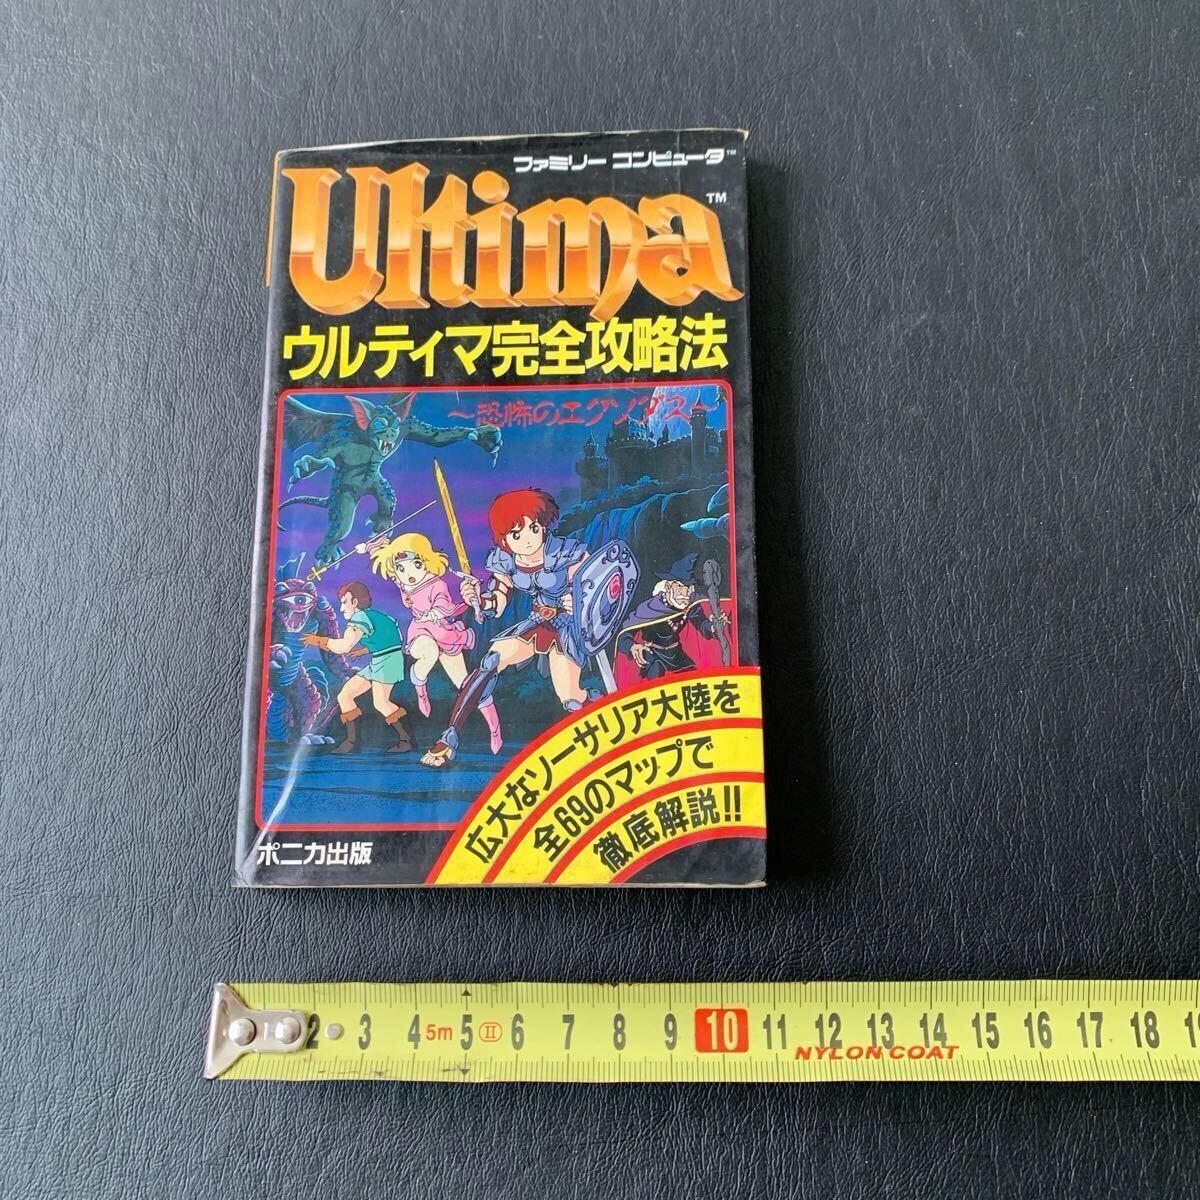 ファミリー コンピュータ™
Ultima™
ウルティマ完全攻略法
～恐怖のエクソダス～
広大なソーサリア大陸を
全69のマップで
徹底解説!!
ポニカ出版
2 3 4 5m 5 II 6 7 8 9 10 11 12 13 14 15 16 17 18 19
NYLON COAT